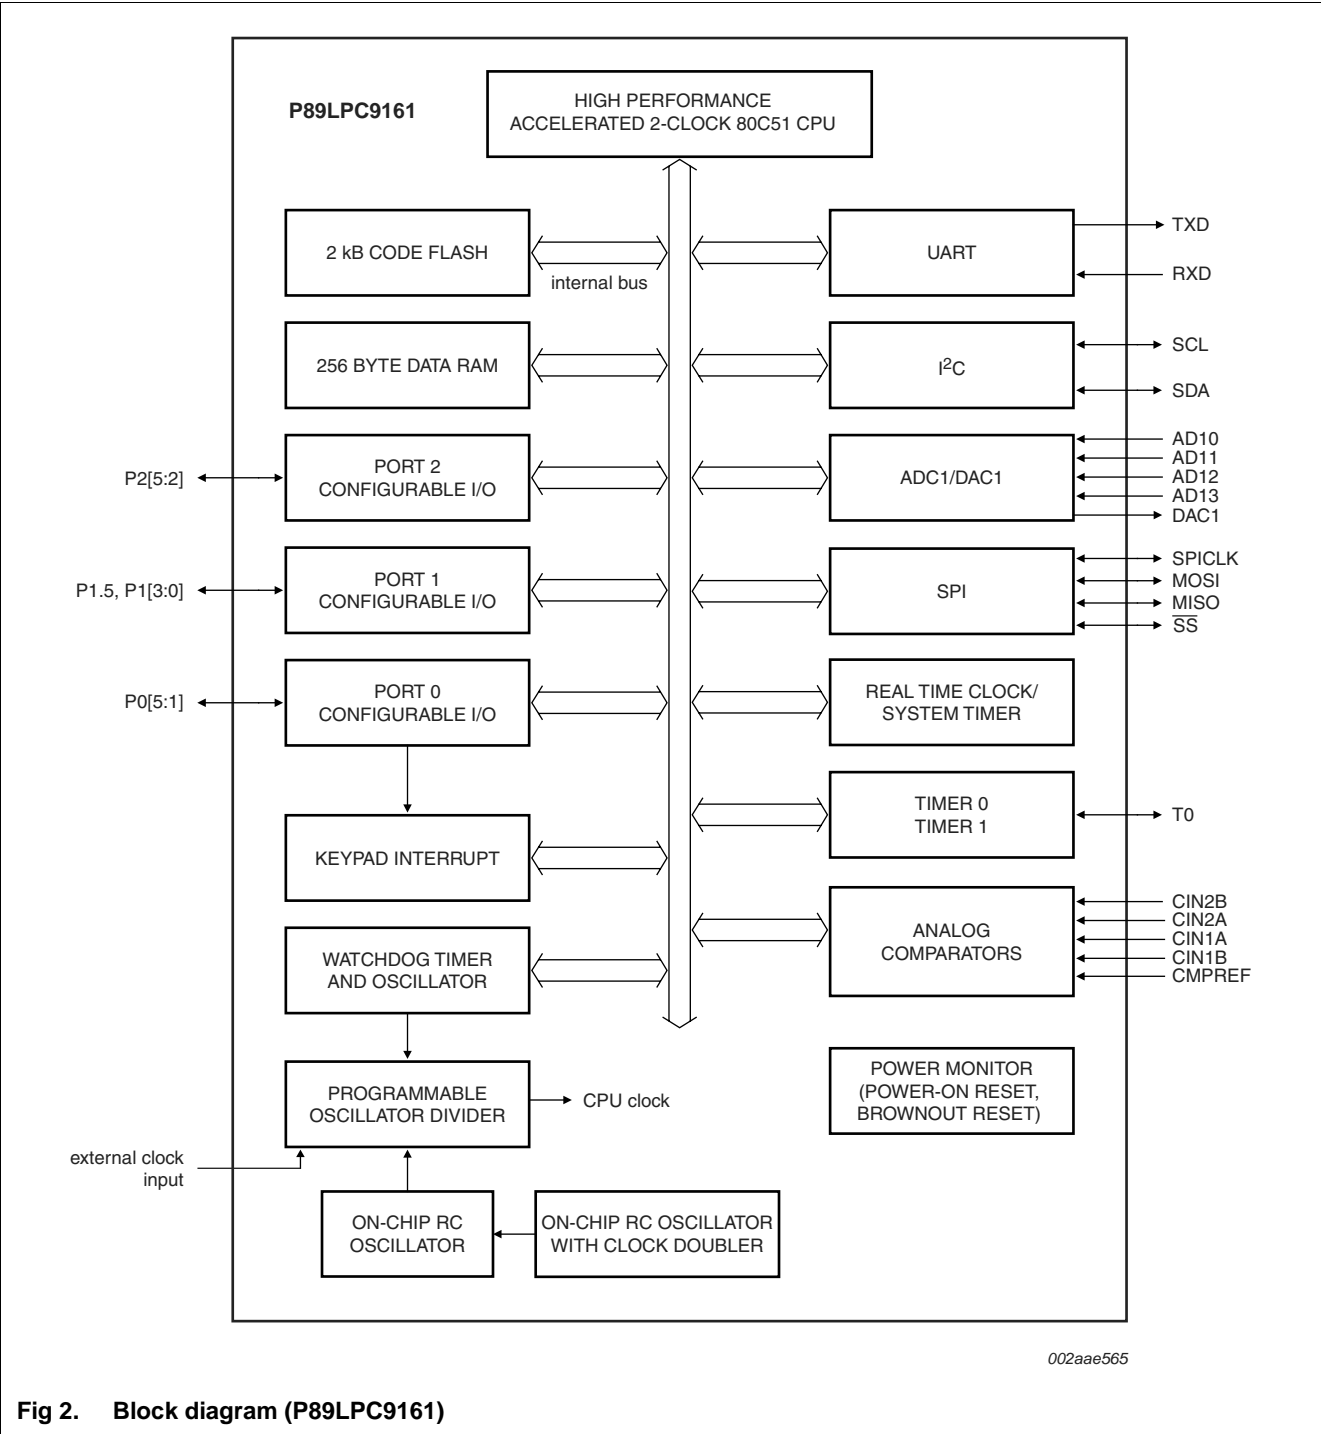 P89LPC9161
HIGH PERFORMANCE
ACCELERATED 2-CLOCK 80C51 CPU
2 kB CODE FLASH
internal bus
UART
TXD
RXD
256 BYTE DATA RAM
I²C
SCL
SDA
P2[5:2]
PORT 2
CONFIGURABLE I/O
ADC1/DAC1
AD10
AD11
AD12
AD13
DAC1
P1.5, P1[3:0]
PORT 1
CONFIGURABLE I/O
SPI
SPICLK
MOSI
MISO
S̅S̅
P0[5:1]
PORT 0
CONFIGURABLE I/O
REAL TIME CLOCK/
SYSTEM TIMER
TIMER 0
TIMER 1
T0
KEYPAD INTERRUPT
ANALOG
COMPARATORS
CIN2B
CIN2A
CIN1A
CIN1B
CMPREF
WATCHDOG TIMER
AND OSCILLATOR
PROGRAMMABLE
OSCILLATOR DIVIDER
CPU clock
POWER MONITOR
(POWER-ON RESET,
BROWNOUT RESET)
external clock
input
ON-CHIP RC
OSCILLATOR
ON-CHIP RC OSCILLATOR
WITH CLOCK DOUBLER
002aae565
Fig 2. Block diagram (P89LPC9161)